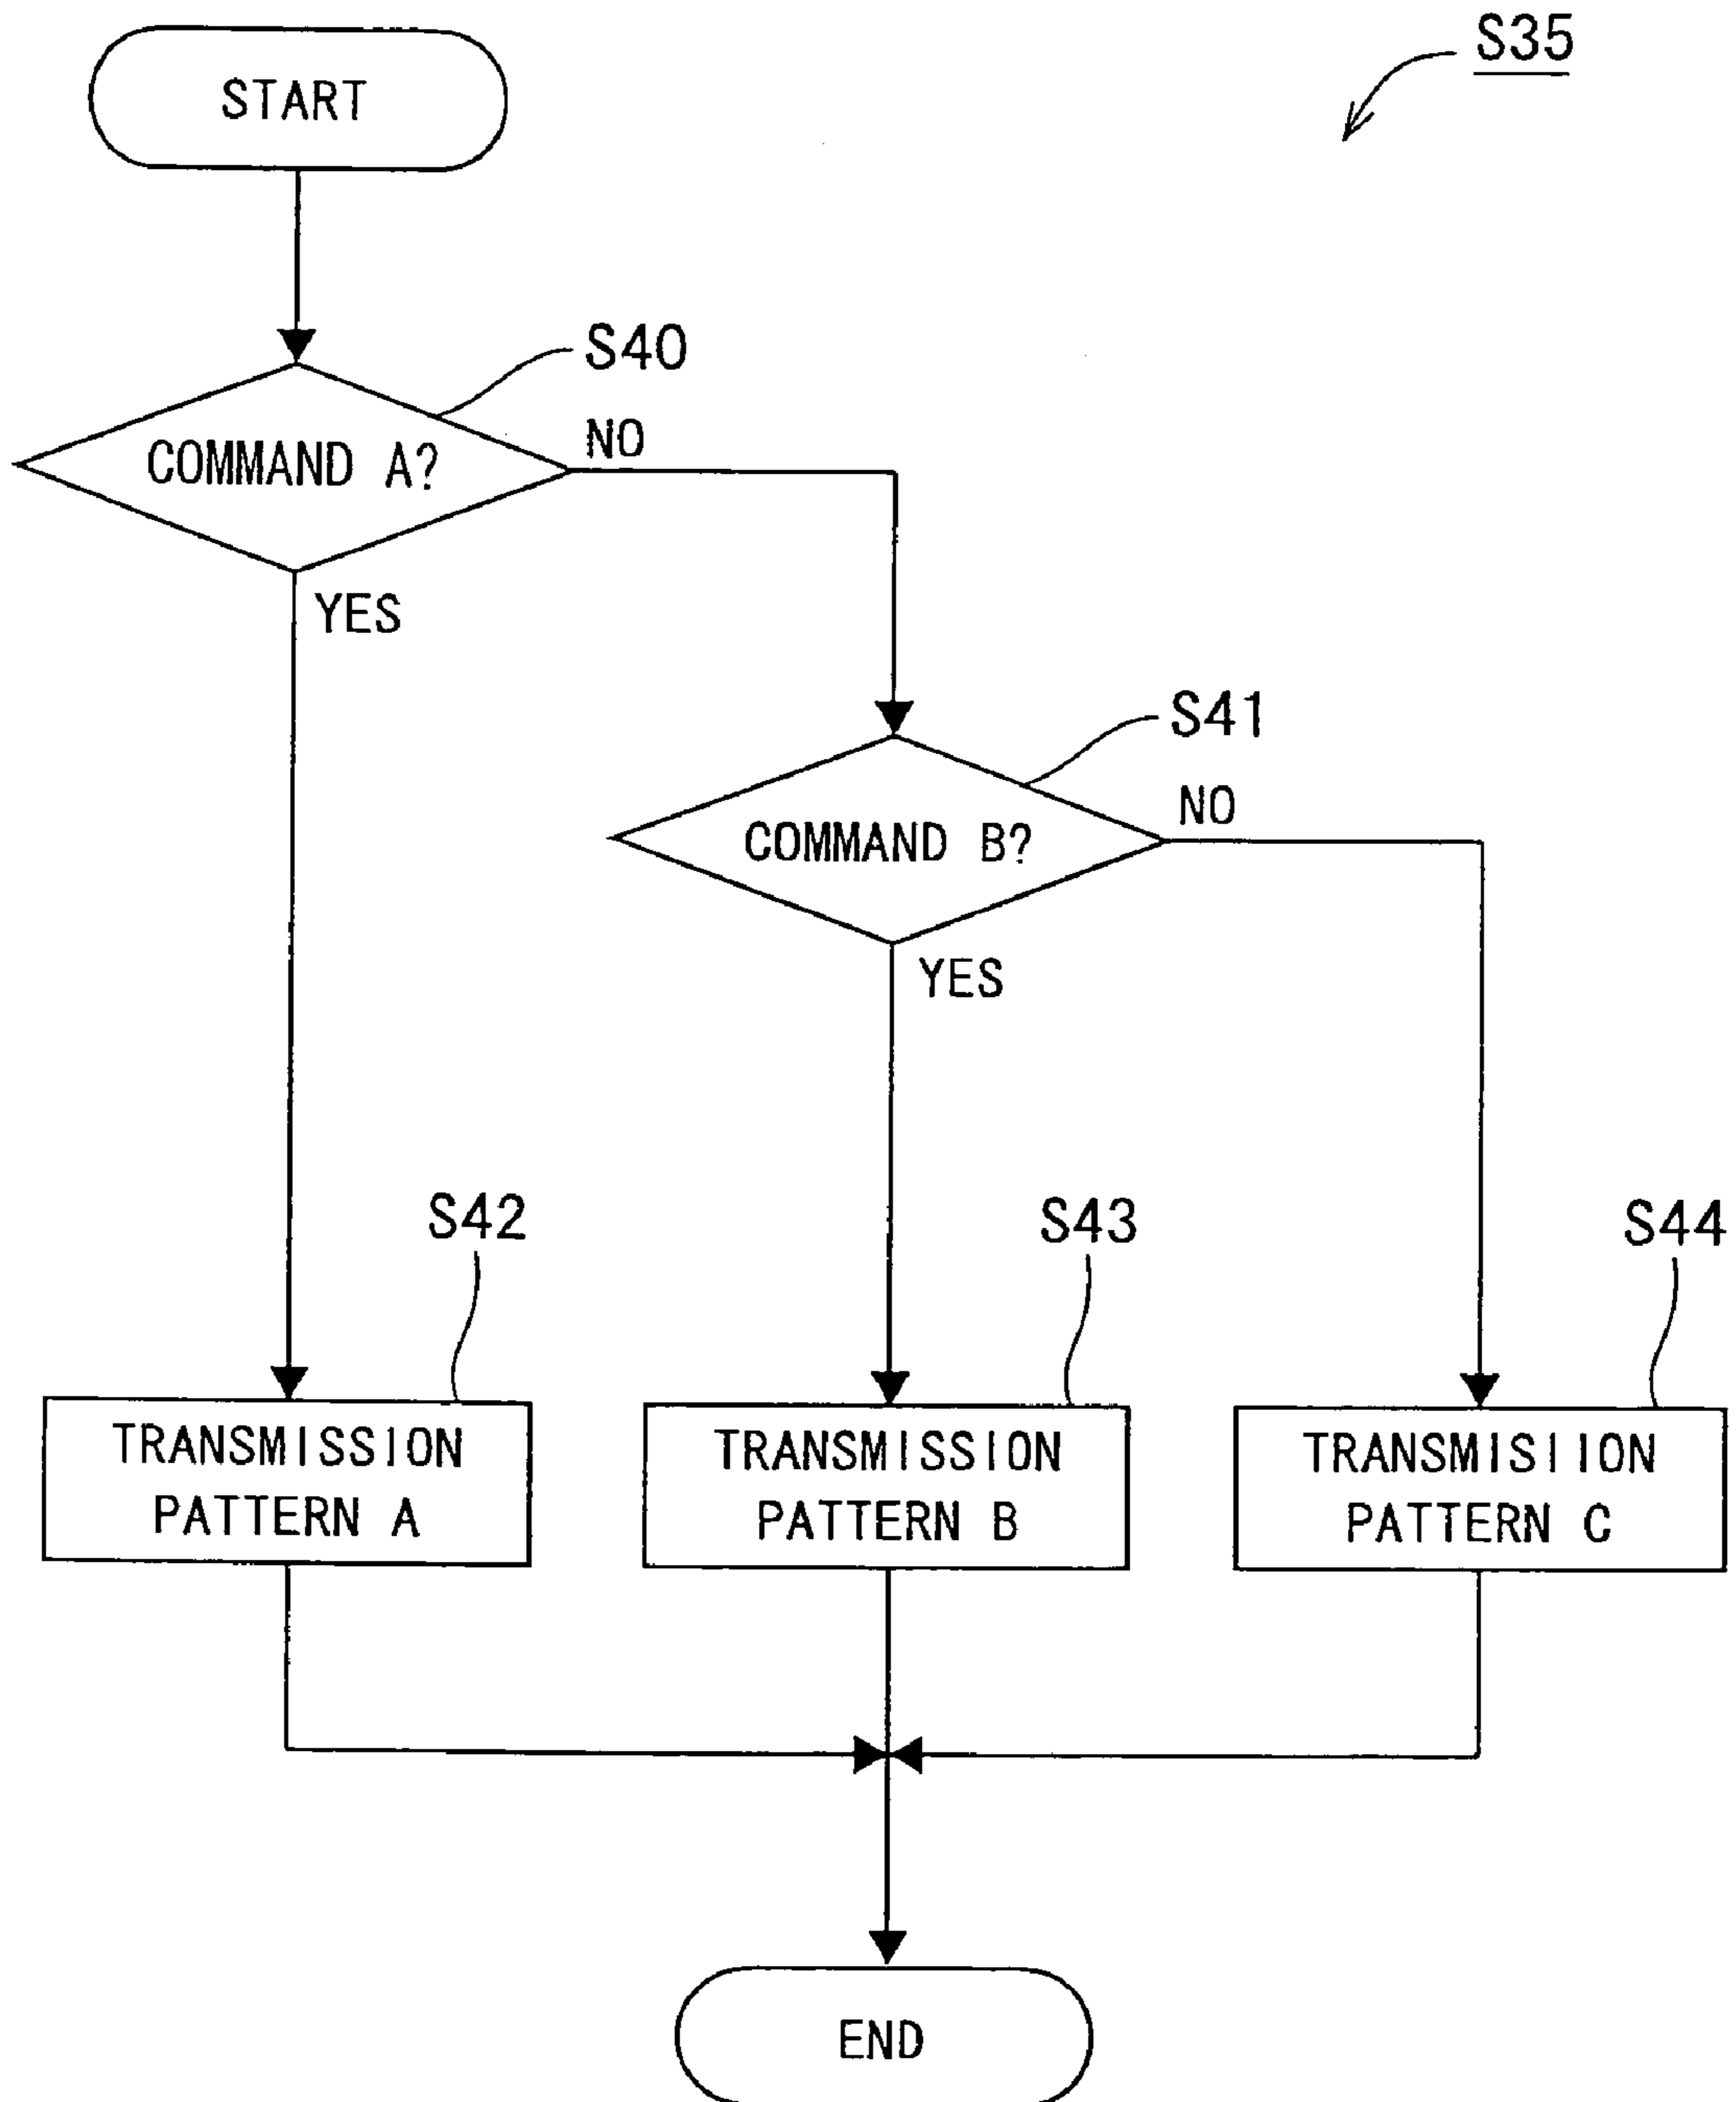 START
S35
S40
COMMAND A?
NO
YES
S41
COMMAND B?
NO
YES
S42
S43
S44
TRANSMISSION
PATTERN A
TRANSMISSION
PATTERN B
TRANSMISIION
PATTERN C
END